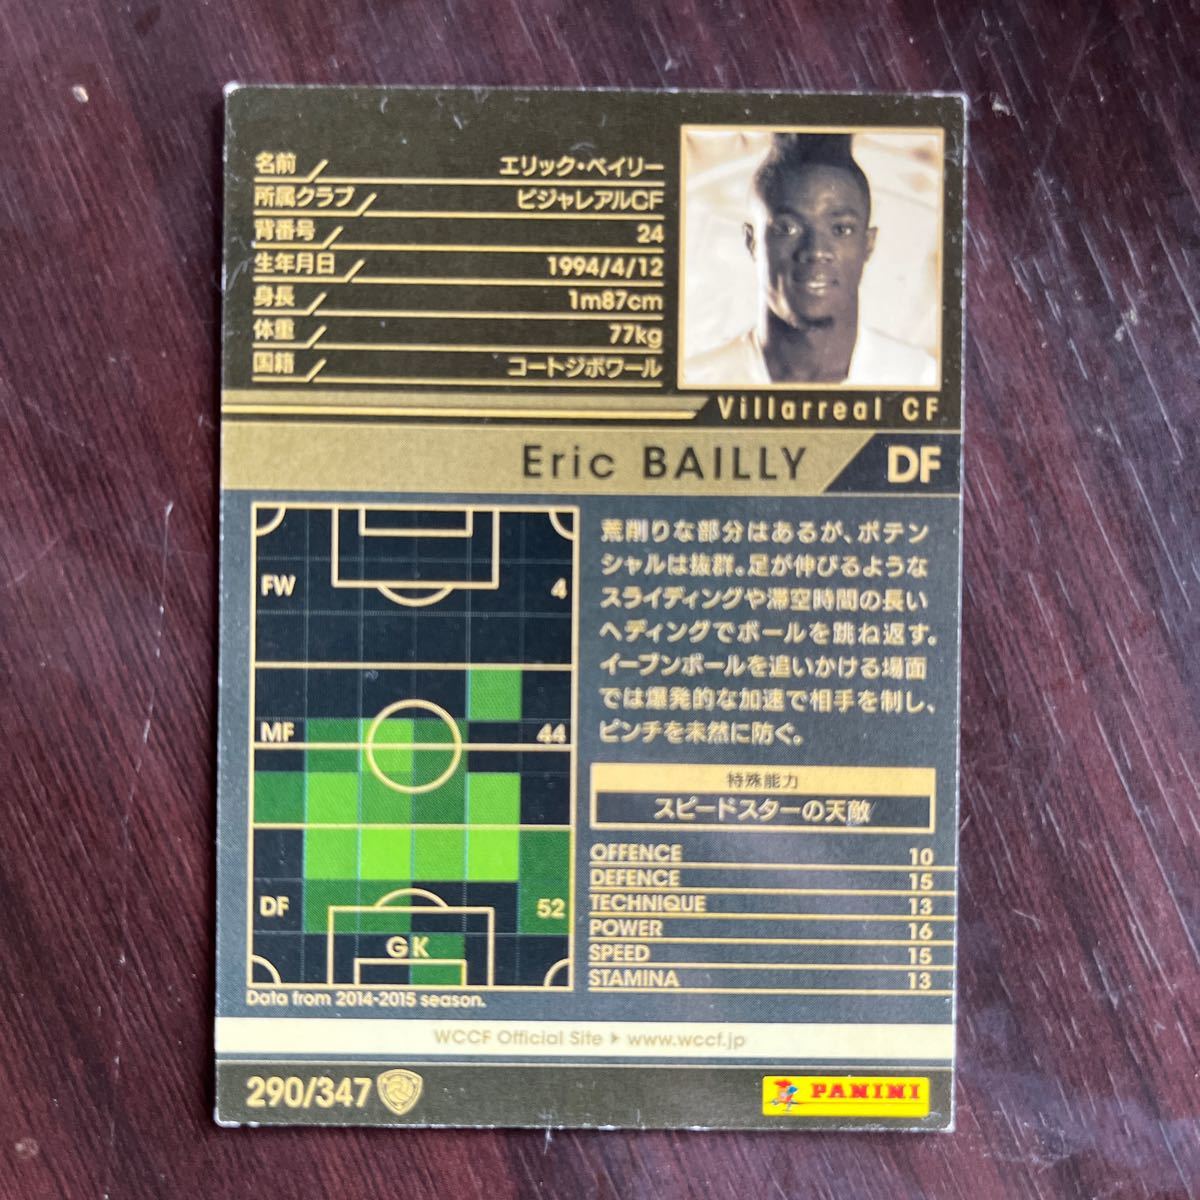 名前 エリック・ベイリー
所属クラブ ビジャレアルCF
背番号 24
生年月日 1994/4/12
身長 1m87cm
体重 77kg
国籍 コートジボワール
Villarreal CF
Eric BAILLY DF
FW 4
MF 44
DF 52
GK
Data from 2014-2015 season.
荒削りな部分はあるが、ポテン
シャルは抜群。足が伸びるような
スライディングや滞空時間の長い
ヘディングでボールを跳ね返す。
イーブンボールを追いかける場面
では爆発的な加速で相手を制し、
ピンチを未然に防ぐ。
特殊能力
スピードスターの天敵
OFFENCE 10
DEFENCE 15
TECHNIQUE 13
POWER 16
SPEED 15
STAMINA 13
WCCF Official Site www.wccf.jp
290/347
PANINI